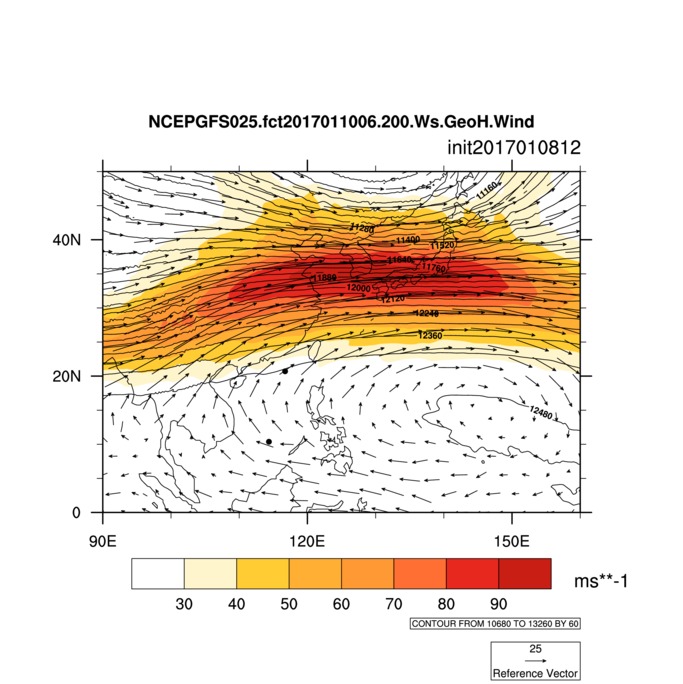 NCEPGFS025.fct2017011006.200.Ws.GeoH.Wind
init2017010812
11160
11280
11400
11520
40N
11640
11760
11880
12000
12120
12240
12360
20N
12480
0
90E 120E 150E
ms**-1
30 40 50 60 70 80 90
CONTOUR FROM 10680 TO 13260 BY 60
25
Reference Vector